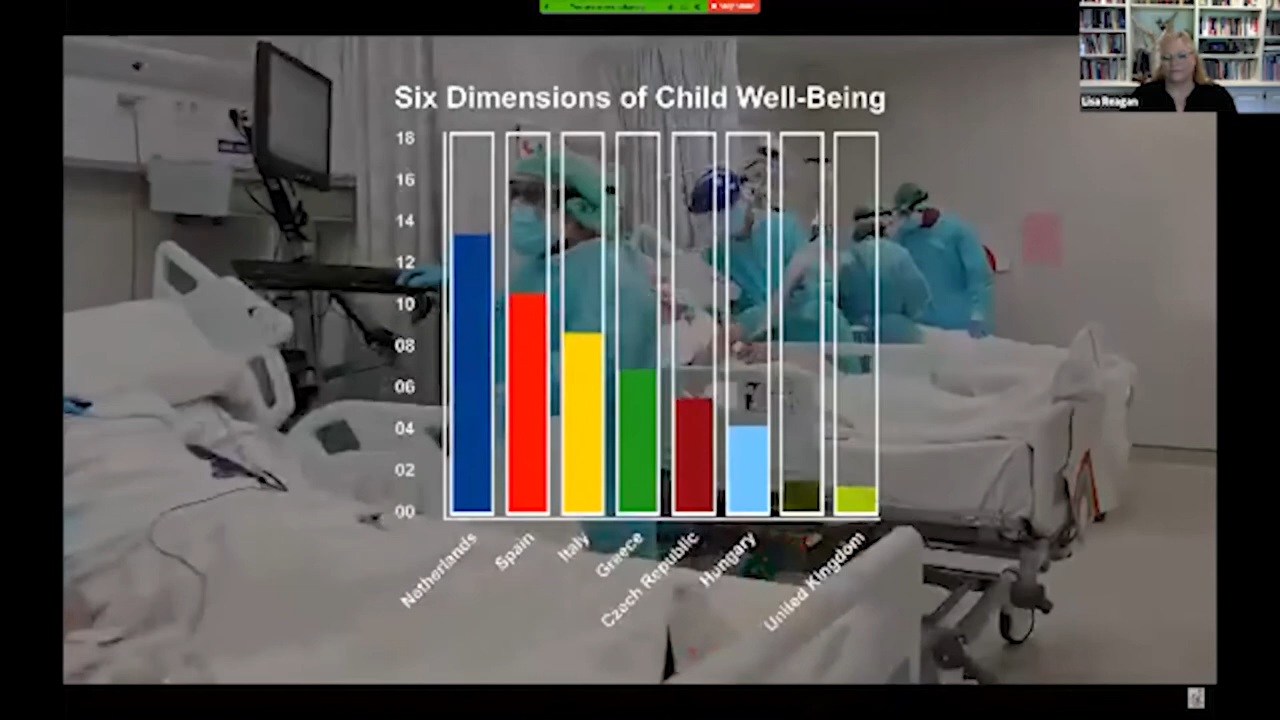 Lisa Reagan
Six Dimensions of Child Well-Being
18
16
14
12
10
08
06
04
02
00
Netherlands
Spain
Italy
Greece
Czech Republic
Hungary
United Kingdom